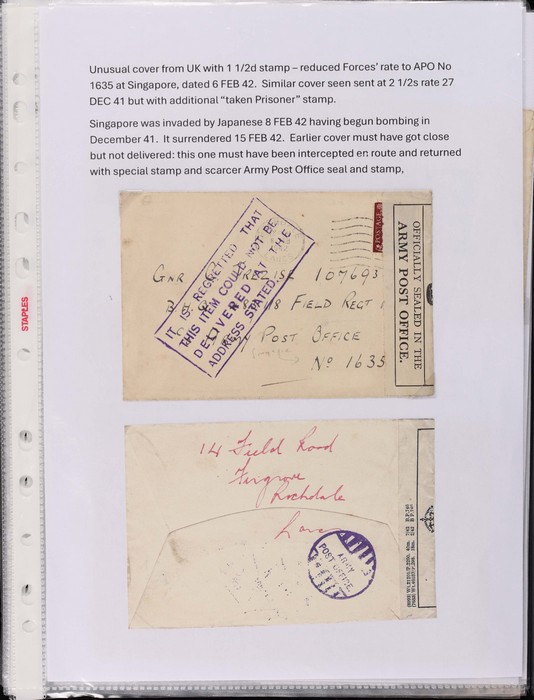 Unusual cover from UK with 1 1/2d stamp – reduced Forces' rate to APO No
1635 at Singapore, dated 6 FEB 42. Similar cover seen sent at 2 1/2s rate 27
DEC 41 but with additional "taken Prisoner" stamp.
Singapore was invaded by Japanese 8 FEB 42 having begun bombing in
December 41. It surrendered 15 FEB 42. Earlier cover must have got close
but not delivered: this one must have been intercepted en route and returned
with special stamp and scarcer Army Post Office seal and stamp,
STAPLES
IT IS REGRETTED THAT
THIS ITEM COULD NOT BE
DELIVERED AT THE
ADDRESS STATED
GNR 107693
FIELD REGT
POST OFFICE
No 1635
OFFICIALLY SEALED IN THE
ARMY POST OFFICE.
14 Field Road
Firgrove
Rochdale
Lancs
ARMY
POST OFFICE